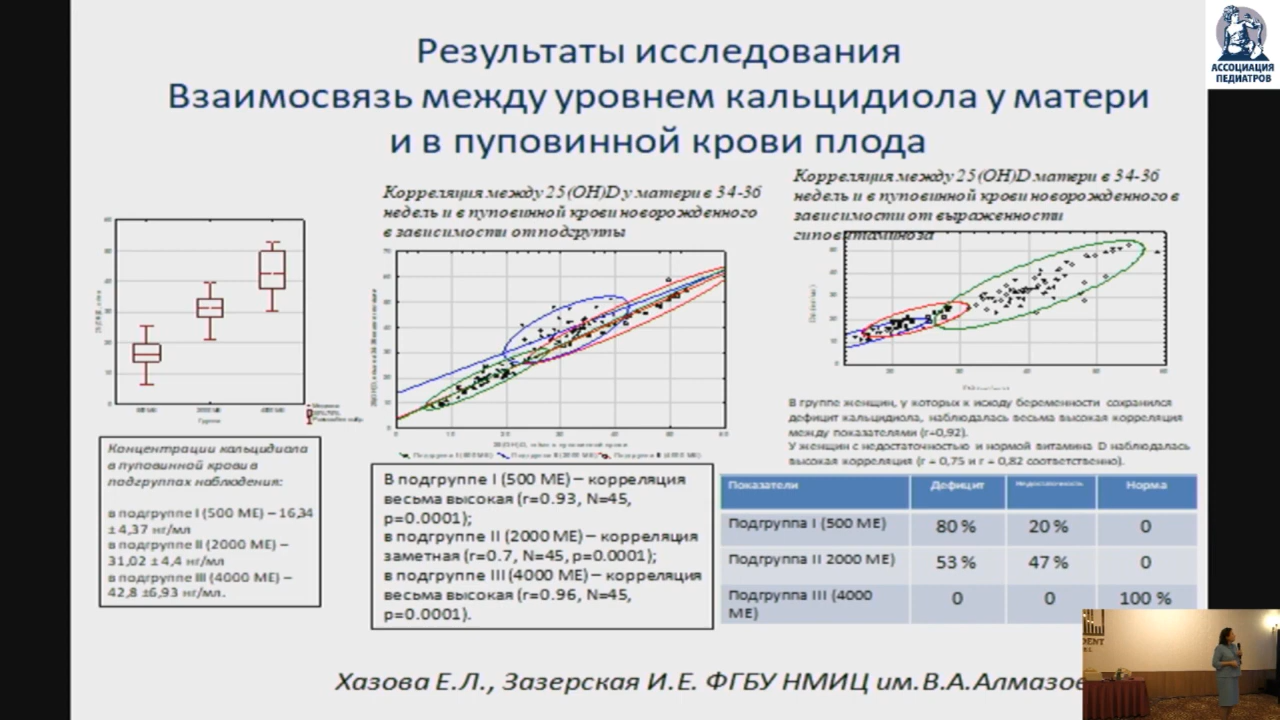 Результаты исследования
Взаимосвязь между уровнем кальцидиола у матери
и в пуповинной крови плода
АССОЦИАЦИЯ
ПЕДИАТРОВ
Корреляция между 25(OH)D у матери в 34-36
недель и в пуповинной крови новорожденного
в зависимости от подгруппы
Корреляция между 25(OH)D матери в 34-36
недель и в пуповинной крови новорожденного в
зависимости от выраженности
гиповитаминоза
Концентрации кальцидиола
в пуповинной крови в
подгруппах наблюдения:
в подгруппе I (500 МЕ) – 16,34
± 4,37 нг/мл
в подгруппе II (2000 МЕ) –
31,02 ± 4,4 нг/мл
в подгруппе III (4000 МЕ) –
42,8 ±6,93 нг/мл.
В подгруппе I (500 МЕ) – корреляция
весьма высокая (r=0.93, N=45,
p=0.0001);
в подгруппе II (2000 МЕ) – корреляция
заметная (r=0.7, N=45, p=0.0001);
в подгруппе III (4000 МЕ) – корреляция
весьма высокая (r=0.96, N=45,
p=0.0001).
В группе женщин, у которых к исходу беременности сохранился
дефицит кальцидиола, наблюдалась весьма высокая корреляция
между показателями (r=0,92).
У женщин с недостаточностью и нормой витамина D наблюдалась
высокая корреляция (r = 0,75 и r = 0,82 соответственно).
Показатели Дефицит Недостаточность Норма
Подгруппа I (500 МЕ) 80 % 20 % 0
Подгруппа II 2000 МЕ) 53 % 47 % 0
Подгруппа III (4000 МЕ) 0 0 100 %
Хазова Е.Л., Зазерская И.Е. ФГБУ НМИЦ им.В.А.Алмазов